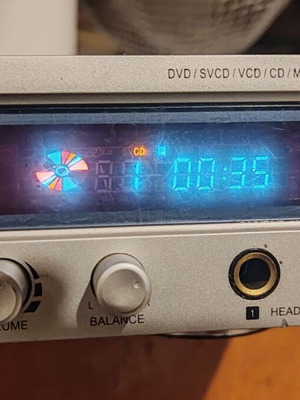 DVD / SVCD / VCD / CD / M
CD
1 00:35
L
UME
BALANCE
1 HEAD